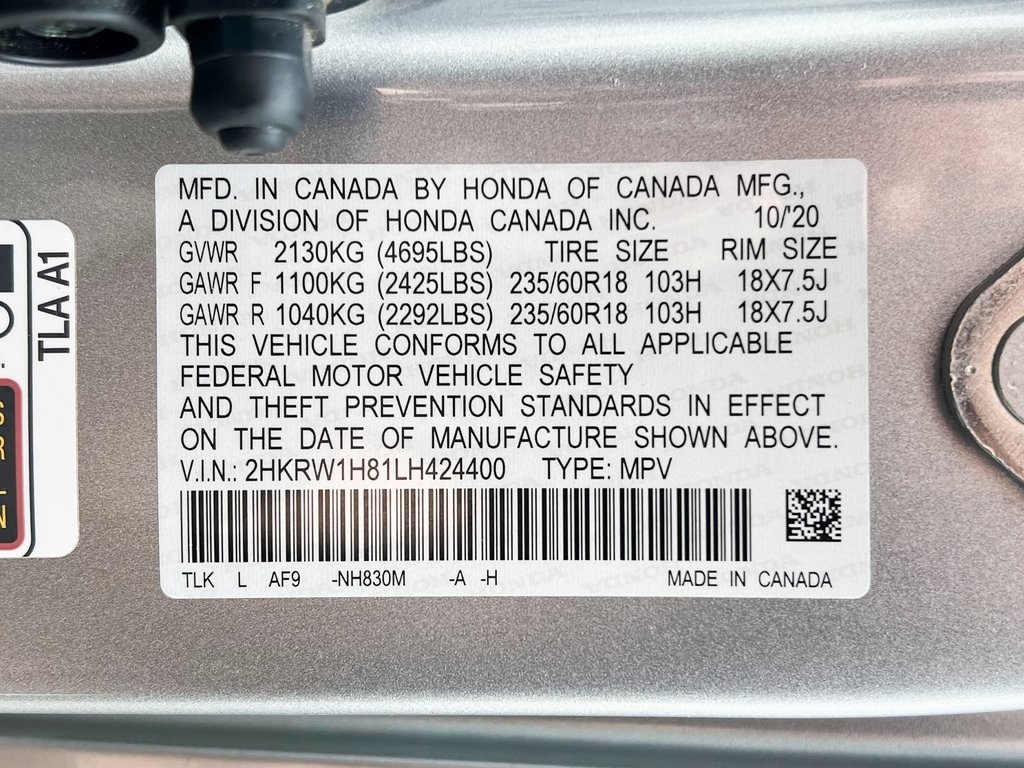 MFD. IN CANADA BY HONDA OF CANADA MFG.,
A DIVISION OF HONDA CANADA INC. 10/'20
GVWR 2130KG (4695LBS) TIRE SIZE RIM SIZE
GAWR F 1100KG (2425LBS) 235/60R18 103H 18X7.5J
GAWR R 1040KG (2292LBS) 235/60R18 103H 18X7.5J
THIS VEHICLE CONFORMS TO ALL APPLICABLE
FEDERAL MOTOR VEHICLE SAFETY
AND THEFT PREVENTION STANDARDS IN EFFECT
ON THE DATE OF MANUFACTURE SHOWN ABOVE.
V.I.N.: 2HKRW1H81LH424400 TYPE: MPV
TLK L AF9 -NH830M -A -H MADE IN CANADA
TLA A1